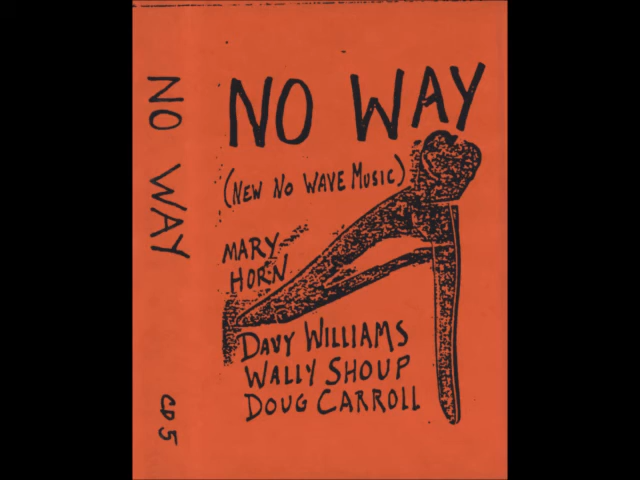 NO WAY
CD 5
NO WAY
(NEW NO WAVE MUSIC)
MARY
HORN
DAVY WILLIAMS
WALLY SHOUP
DOUG CARROLL